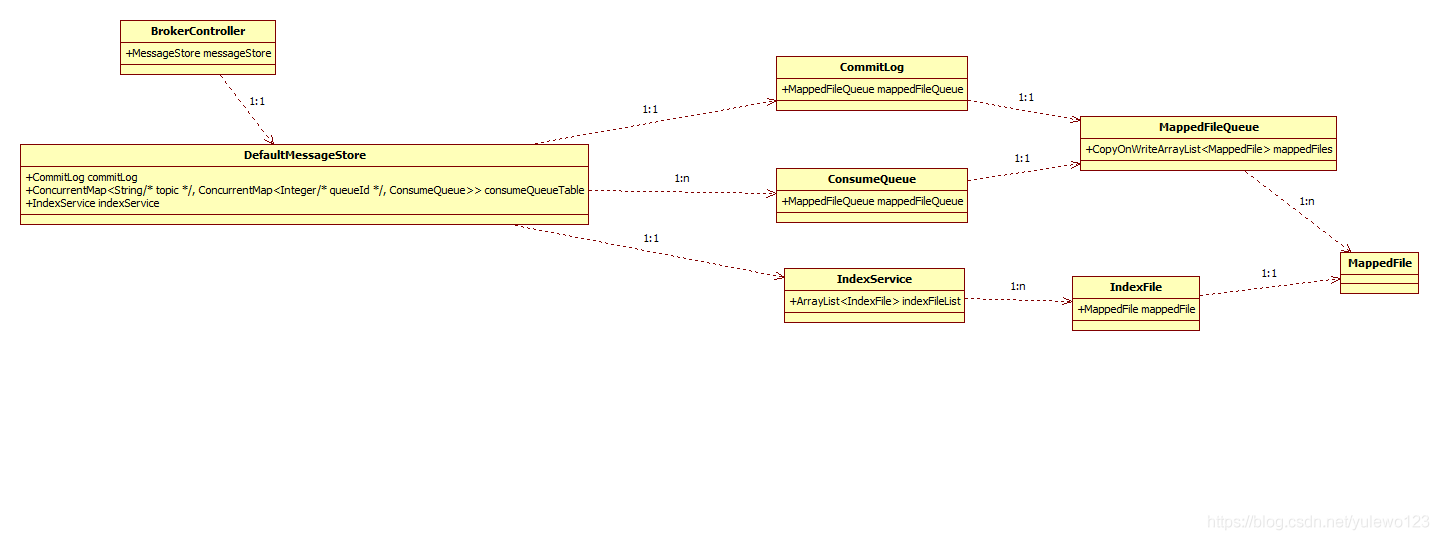 BrokerController
+MessageStore messageStore
1:1
DefaultMessageStore
+CommitLog commitLog
+ConcurrentMap<String/* topic */, ConcurrentMap<Integer/* queueId */, ConsumeQueue>> consumeQueueTable
+IndexService indexService
1:1
1:n
1:1
CommitLog
+MappedFileQueue mappedFileQueue
1:1
ConsumeQueue
+MappedFileQueue mappedFileQueue
1:1
MappedFileQueue
+CopyOnWriteArrayList<MappedFile> mappedFiles
1:n
IndexService
+ArrayList<IndexFile> indexFileList
1:n
IndexFile
+MappedFile mappedFile
1:1
MappedFile
https://blog.csdn.net/yulewo123